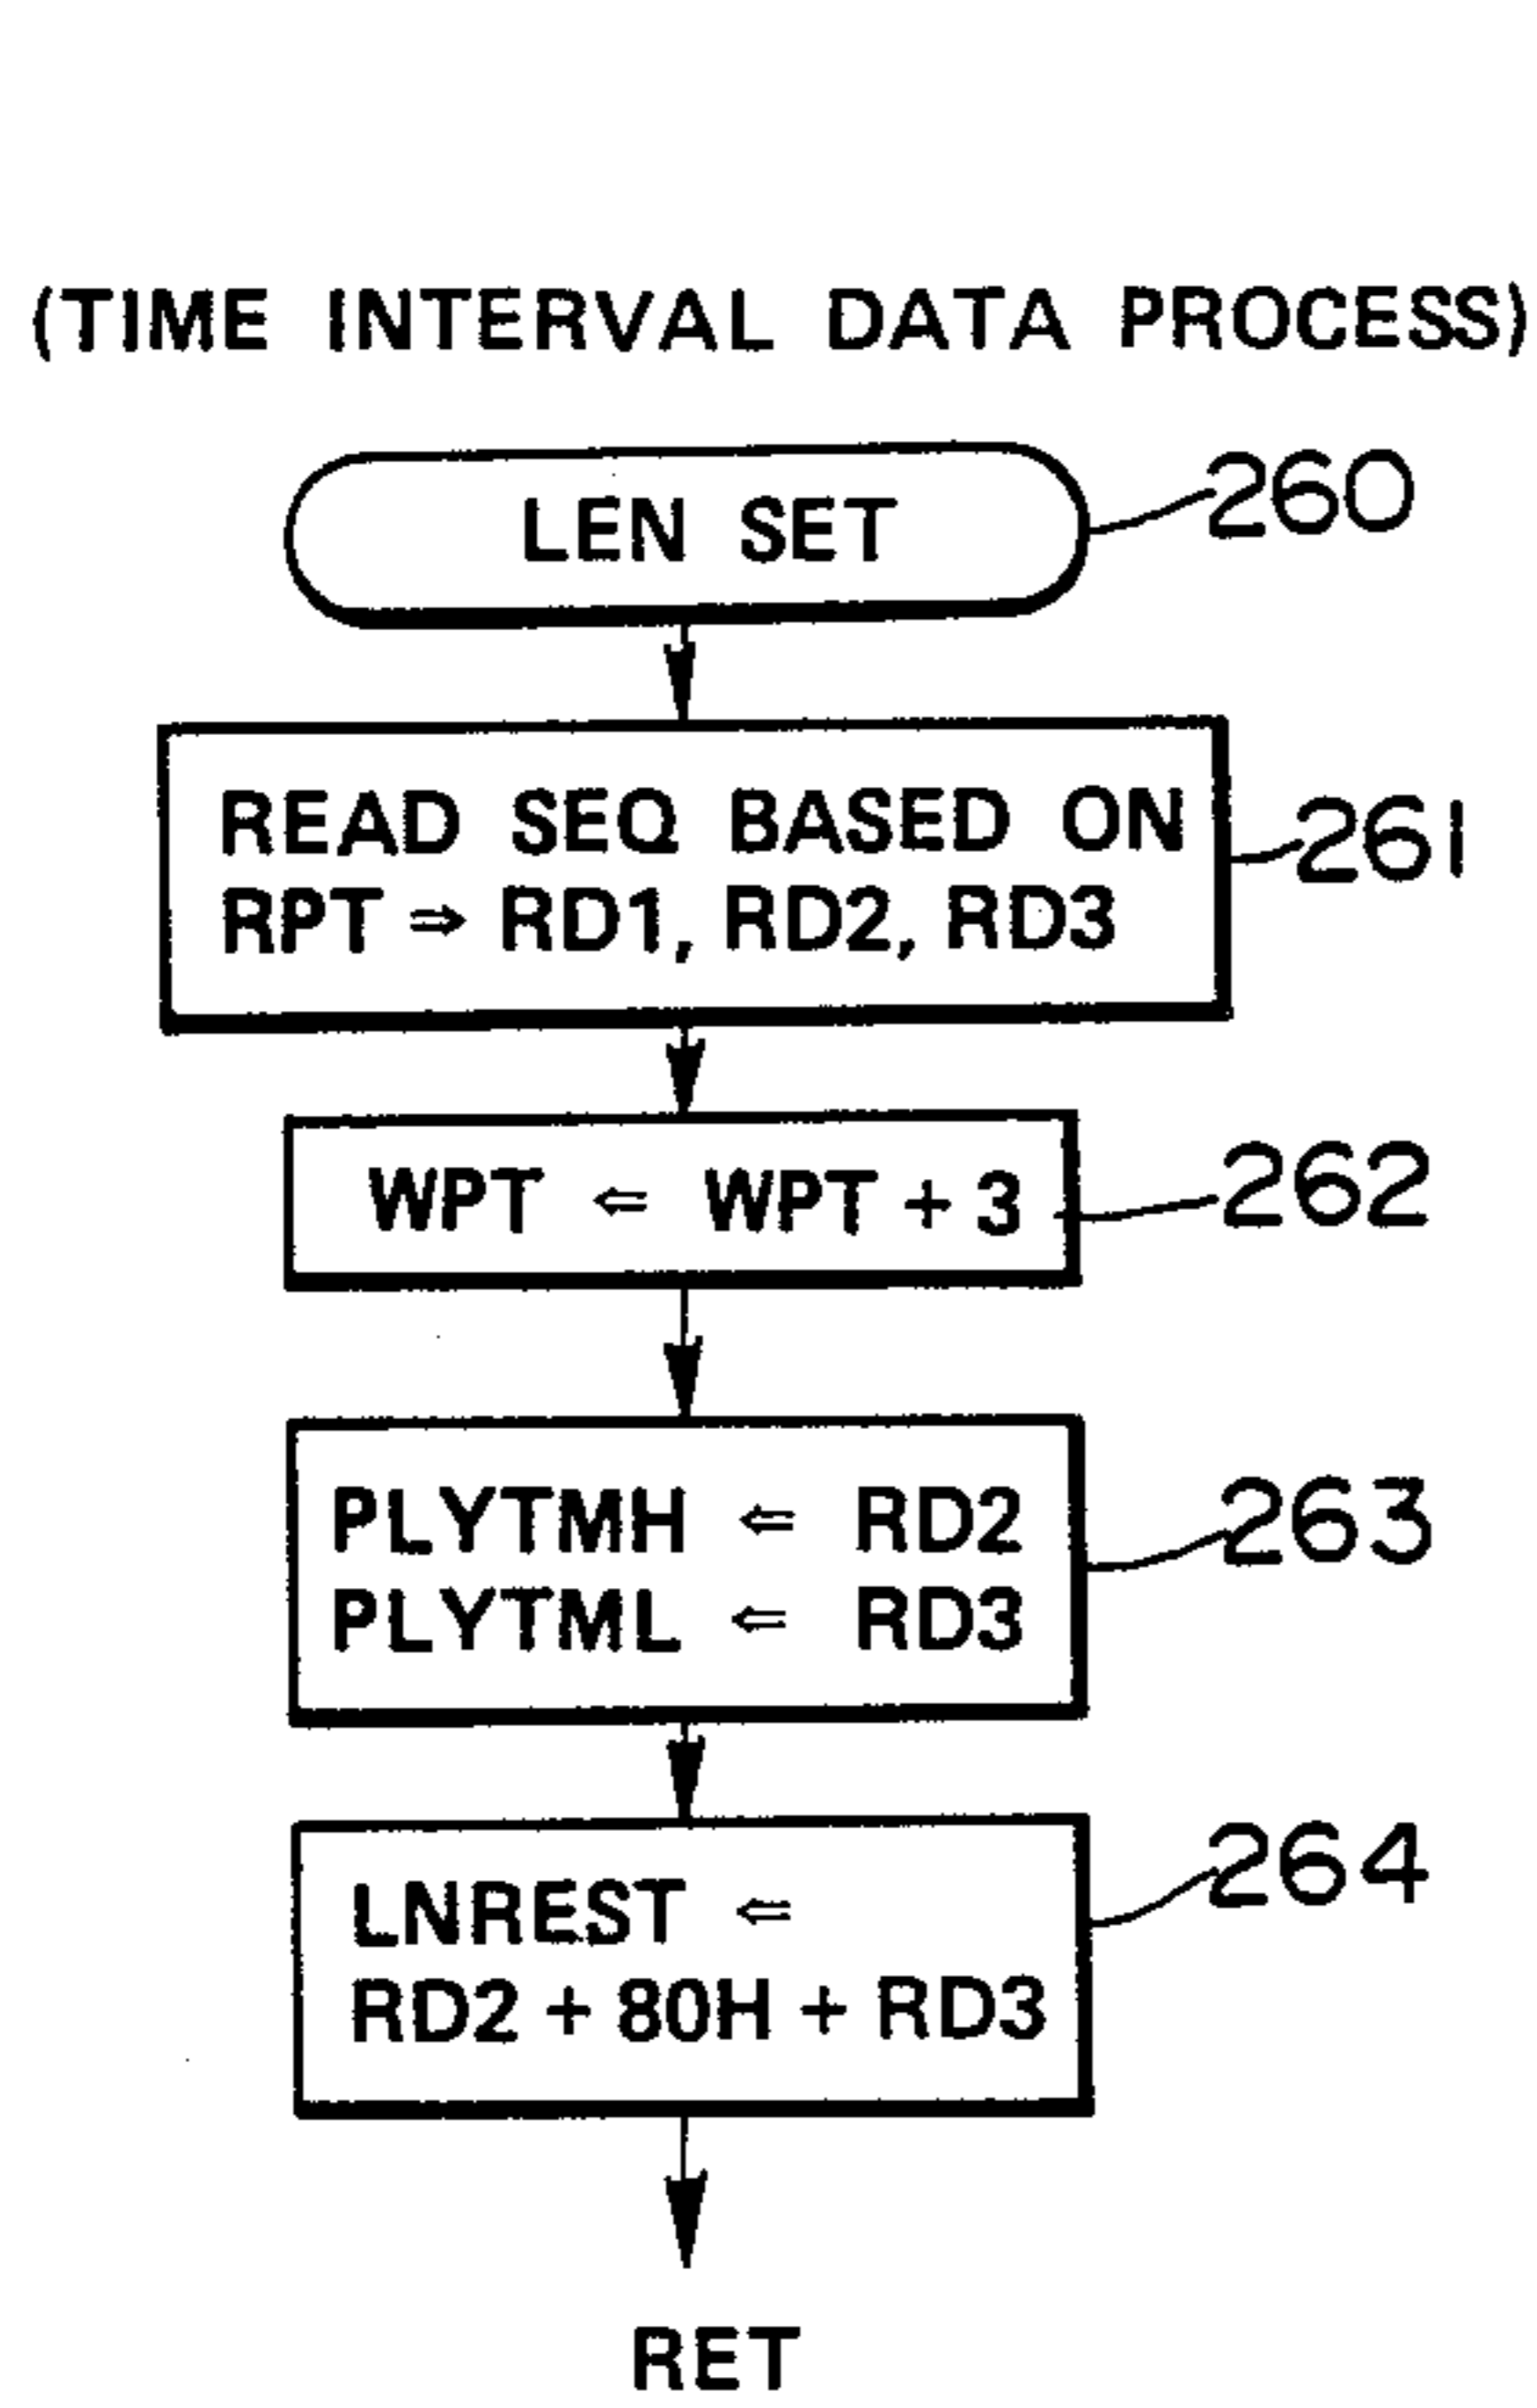 (TIME INTERVAL DATA PROCESS)
LEN SET
260
READ SEQ BASED ON
RPT ⇒ RD1, RD2, RD3
261
WPT ⇐ WPT + 3
262
PLYTMH ⇐ RD2
PLYTML ⇐ RD3
263
LNREST ⇐
RD2 + 80H + RD3
264
RET